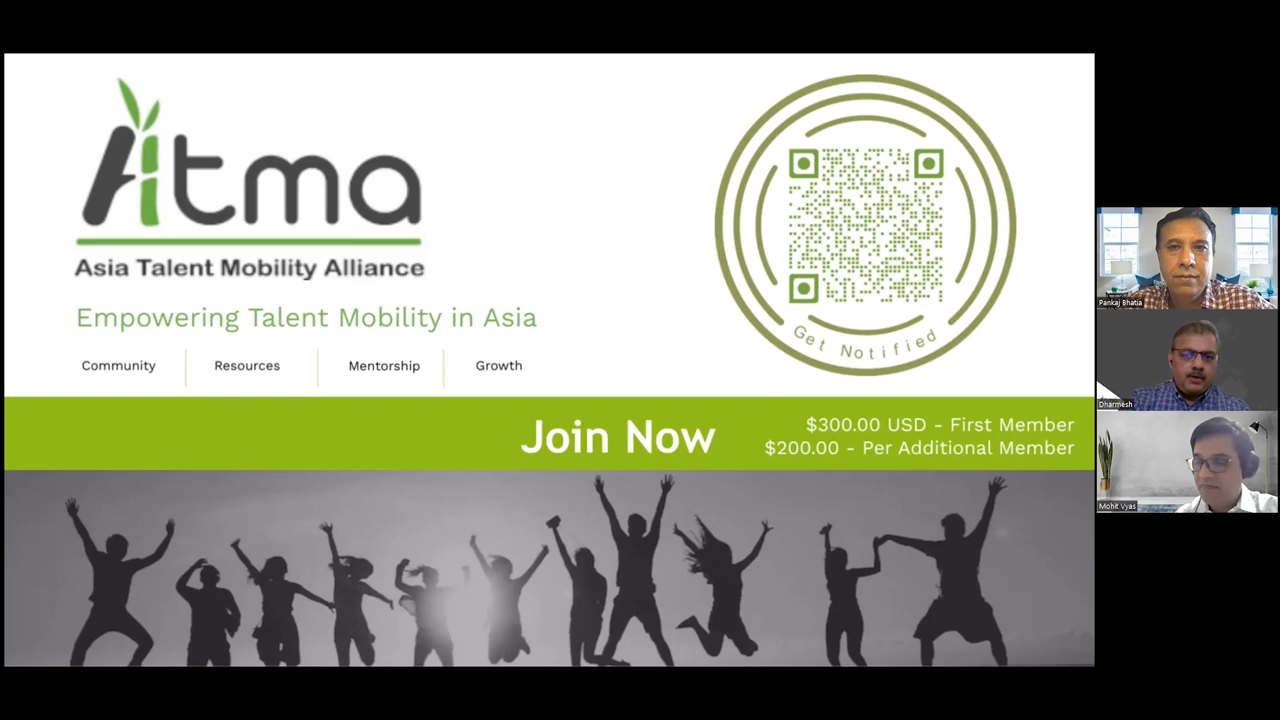 Aitma
Asia Talent Mobility Alliance
Empowering Talent Mobility in Asia
Community
Resources
Mentorship
Growth
Get Notified
Join Now
$300.00 USD - First Member
$200.00 - Per Additional Member
Pankaj Bhatia
Dharmesh
Mohit Vyas